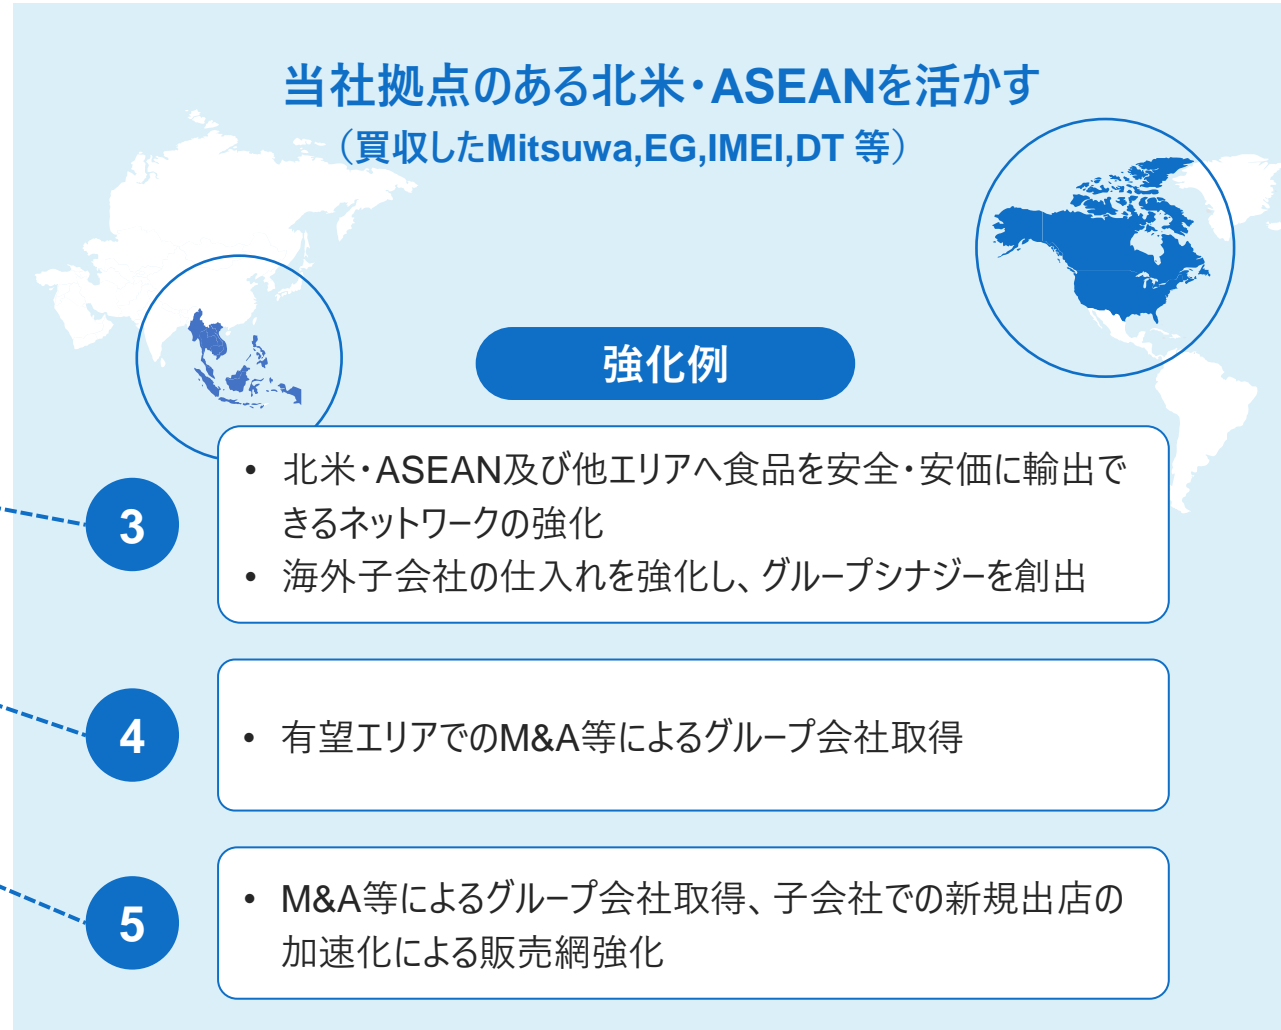 当社拠点のある北米・ASEANを活かす
（買収したMitsuwa,EG,IMEI,DT 等）
強化例
3
• 北米・ASEAN及び他エリアへ食品を安全・安価に輸出で
きるネットワークの強化
• 海外子会社の仕入れを強化し、グループシナジーを創出
4
• 有望エリアでのM&A等によるグループ会社取得
5
• M&A等によるグループ会社取得、子会社での新規出店の
加速化による販売網強化